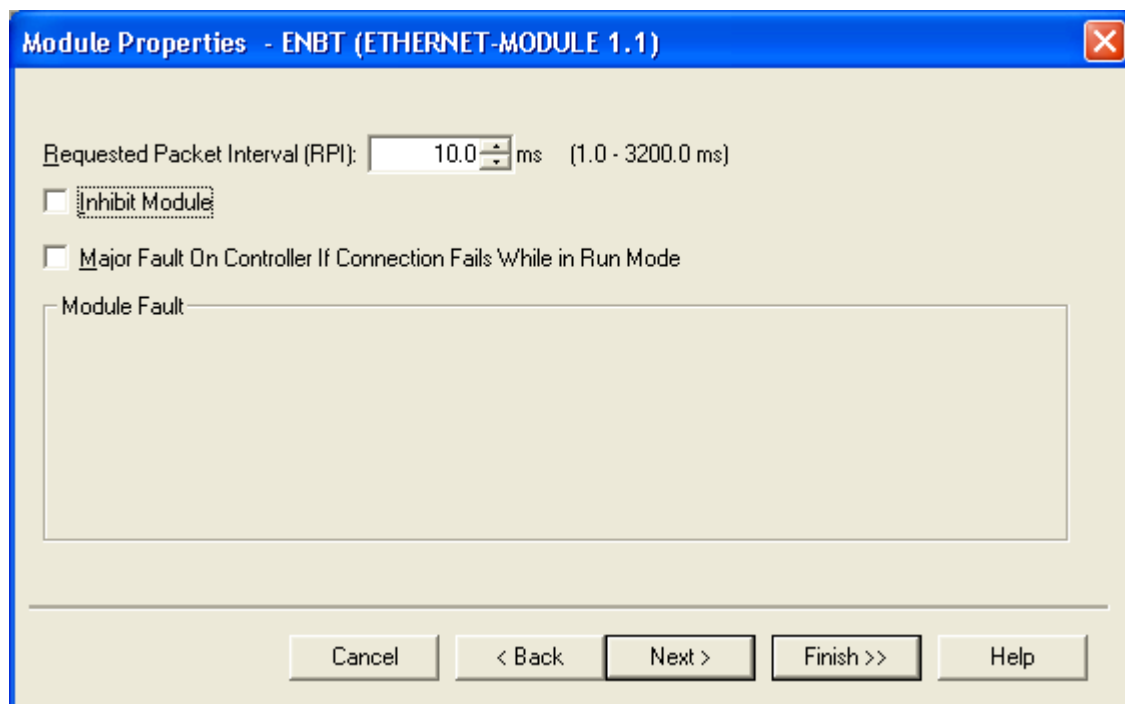 Module Properties - ENBT (ETHERNET-MODULE 1.1)
Requested Packet Interval (RPI): 10.0 ms (1.0 - 3200.0 ms)
Inhibit Module
Major Fault On Controller If Connection Fails While in Run Mode
Module Fault
Cancel < Back Next > Finish >> Help